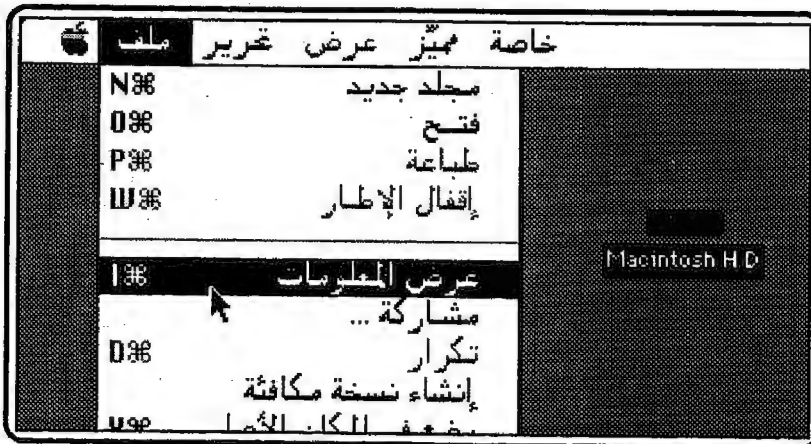 خاصة مميّز عرض تحرير ملف
مجلد جديد ⌘N
فتح ⌘O
طباعة ⌘P
إقفال الإطار ⌘W
Macintosh HD
عرض المعلومات ⌘I
مشاركة ...
تكرار ⌘D
إنشاء نسخة مكافئة